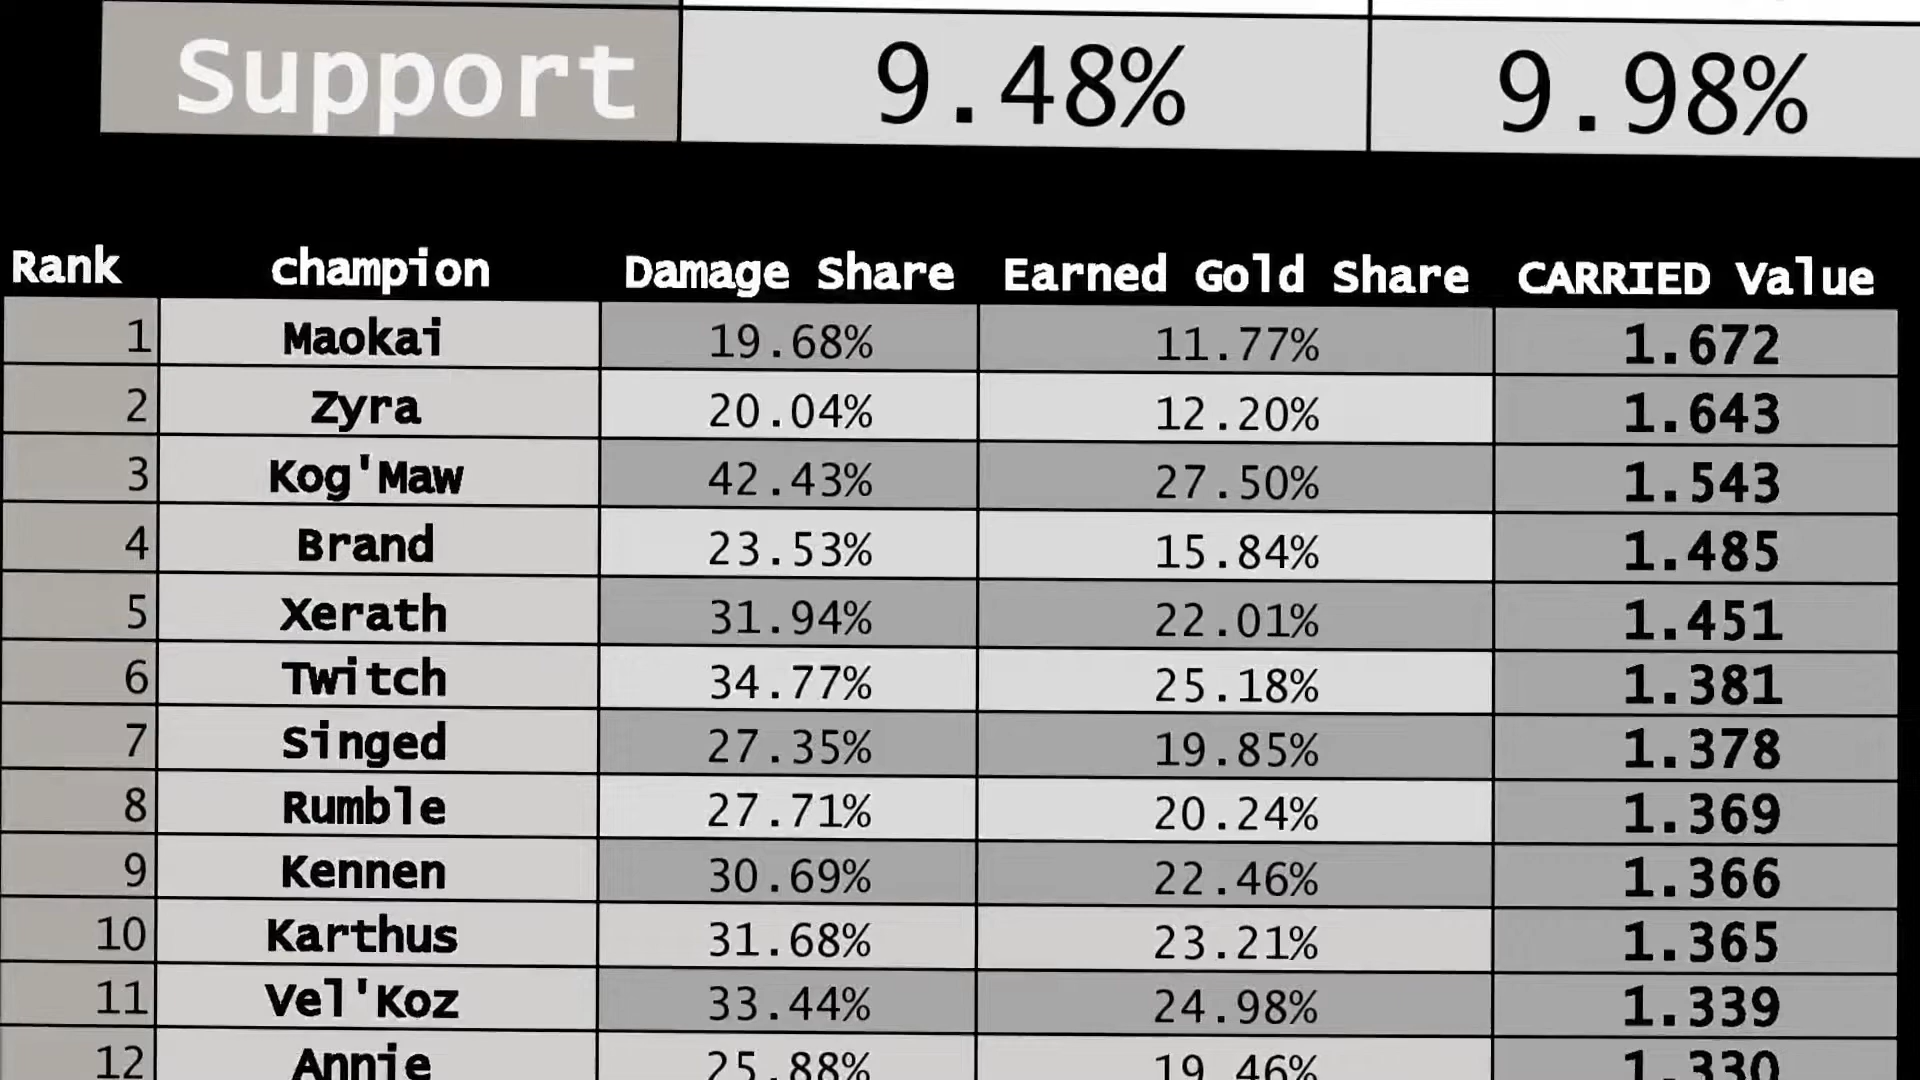 Support 9.48% 9.98%
Rank champion Damage Share Earned Gold Share CARRIED Value
1 Maokai 19.68% 11.77% 1.672
2 Zyra 20.04% 12.20% 1.643
3 Kog'Maw 42.43% 27.50% 1.543
4 Brand 23.53% 15.84% 1.485
5 Xerath 31.94% 22.01% 1.451
6 Twitch 34.77% 25.18% 1.381
7 Singed 27.35% 19.85% 1.378
8 Rumble 27.71% 20.24% 1.369
9 Kennen 30.69% 22.46% 1.366
10 Karthus 31.68% 23.21% 1.365
11 Vel'Koz 33.44% 24.98% 1.339
12 Annie 25.88% 19.46% 1.330